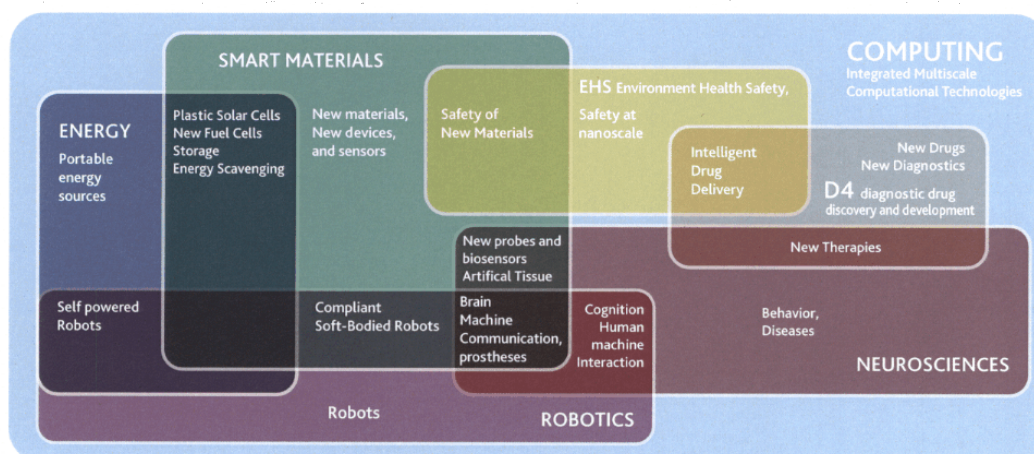 SMART MATERIALS
COMPUTING
Integrated Multiscale
Computational Technologies
EHS Environment Health Safety,
Safety at
nanoscale
ENERGY
Portable
energy
sources
Plastic Solar Cells
New Fuel Cells
Storage
Energy Scavenging
New materials,
New devices,
and sensors
Safety of
New Materials
Intelligent
Drug
Delivery
New Drugs
New Diagnostics
D4 diagnostic drug
discovery and development
New Therapies
New probes and
biosensors
Artifical Tissue
Self powered
Robots
Compliant
Soft-Bodied Robots
Brain
Machine
Communication,
prostheses
Cognition
Human
machine
Interaction
Behavior,
Diseases
NEUROSCIENCES
Robots
ROBOTICS